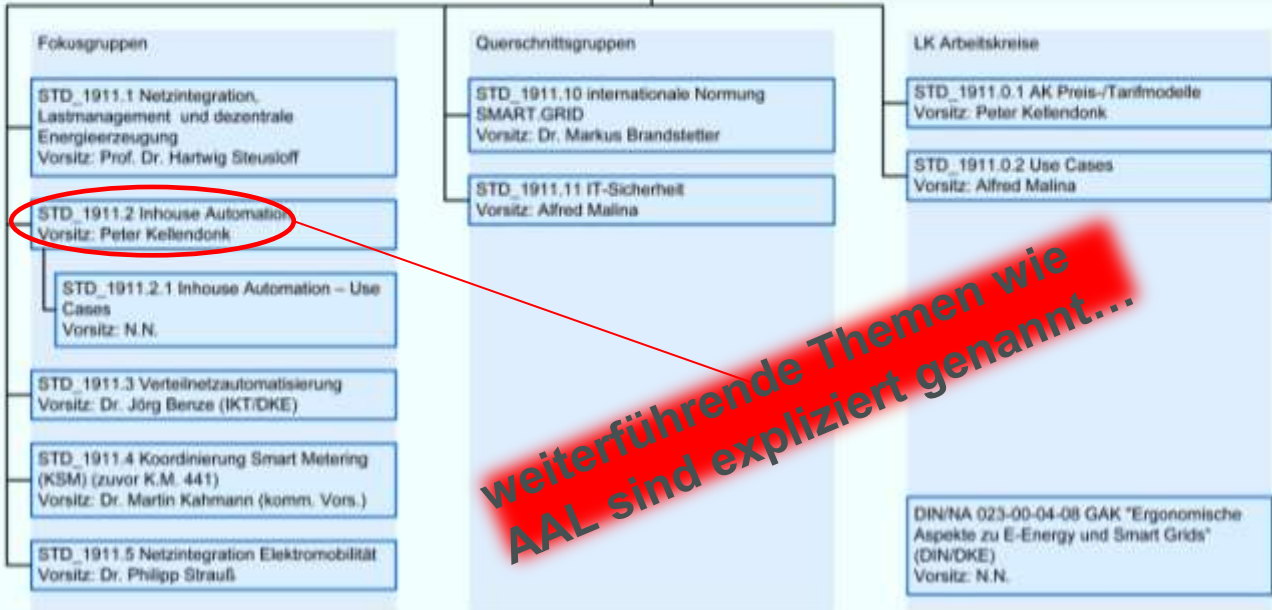 Fokusgruppen
STD_1911.1 Netzintegration,
Lastmanagement und dezentrale
Energieerzeugung
Vorsitz: Prof. Dr. Hartwig Steusloff
STD_1911.2 Inhouse Automation
Vorsitz: Peter Kellendonk
STD_1911.2.1 Inhouse Automation – Use
Cases
Vorsitz: N.N.
STD_1911.3 Verteilnetzautomatisierung
Vorsitz: Dr. Jörg Benze (IKT/DKE)
STD_1911.4 Koordinierung Smart Metering
(KSM) (zuvor K.M. 441)
Vorsitz: Dr. Martin Kahmann (komm. Vors.)
STD_1911.5 Netzintegration Elektromobilität
Vorsitz: Dr. Philipp Strauß
Querschnittsgruppen
STD_1911.10 internationale Normung
SMART.GRID
Vorsitz: Dr. Markus Brandstetter
STD_1911.11 IT-Sicherheit
Vorsitz: Alfred Malina
LK Arbeitskreise
STD_1911.0.1 AK Preis-/Tarifmodelle
Vorsitz: Peter Kellendonk
STD_1911.0.2 Use Cases
Vorsitz: Alfred Malina
weiterführende Themen wie
AAL sind expliziert genannt...
DIN/NA 023-00-04-08 GAK "Ergonomische
Aspekte zu E-Energy und Smart Grids"
(DIN/DKE)
Vorsitz: N.N.